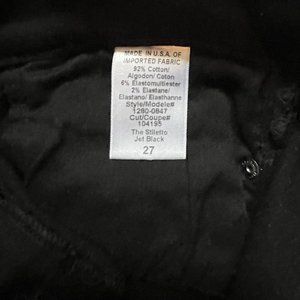 MADE IN U.S.A. OF
IMPORTED FABRIC
92% Cotton/
Algodon/ Coton
6% Elastomultiester
2% Elastane/
Elastano/ Elasthanne
Style/Modele#
1280-0847
Cut/Coupe#
104195
The Stiletto
Jet Black
27